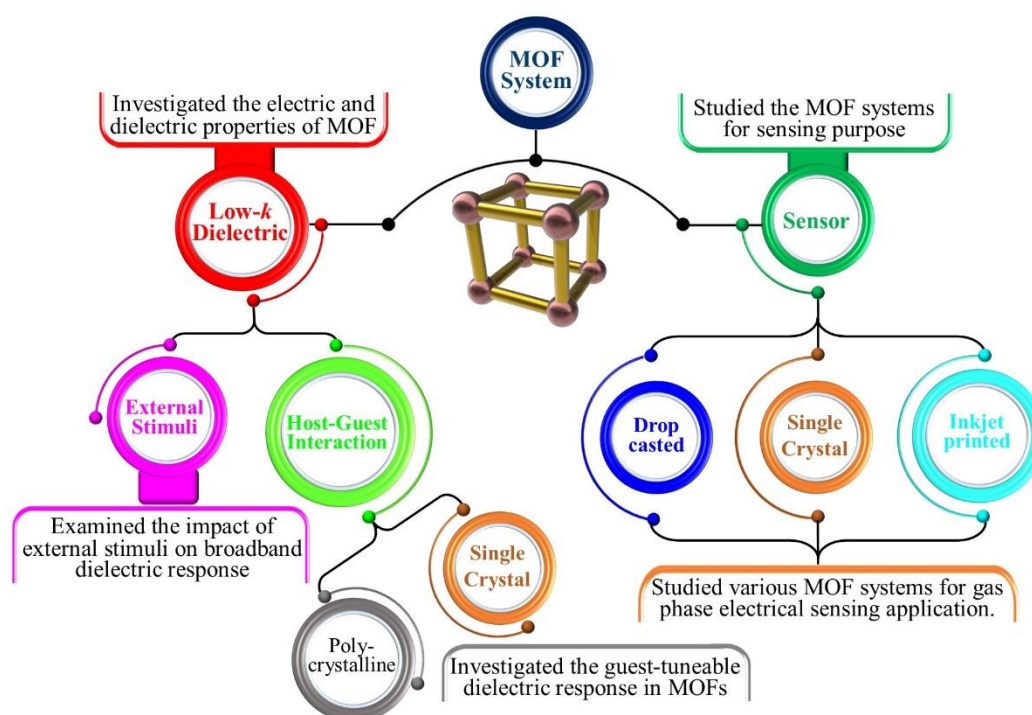 MOF
System
Investigated the electric and
dielectric properties of MOF
Studied the MOF systems
for sensing purpose
Low-k
Dielectric
Sensor
External
Stimuli
Host-Guest
Interaction
Drop
casted
Single
Crystal
Inkjet
printed
Examined the impact of
external stimuli on broadband
dielectric response
Single
Crystal
Studied various MOF systems for gas
phase electrical sensing application.
Poly-
crystalline
Investigated the guest-tuneable
dielectric response in MOFs